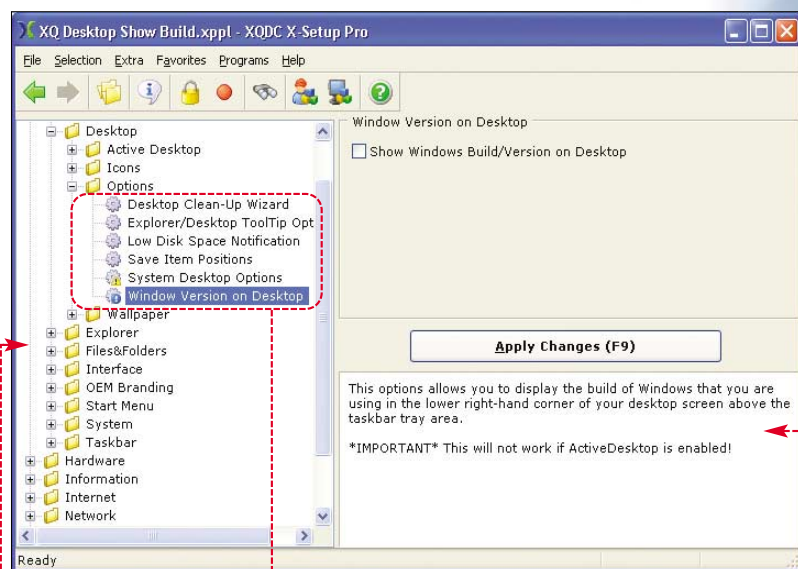 XQ Desktop Show Build.xppl - XQDC X-Setup Pro
File Selection Extra Favorites Programs Help
Desktop
Active Desktop
Icons
Options
Desktop Clean-Up Wizard
Explorer/Desktop ToolTip Opt
Low Disk Space Notification
Save Item Positions
System Desktop Options
Window Version on Desktop
Wallpaper
Explorer
Files&Folders
Interface
OEM Branding
Start Menu
System
Taskbar
Hardware
Information
Internet
Network
Window Version on Desktop
Show Windows Build/Version on Desktop
Apply Changes (F9)
This options allows you to display the build of Windows that you are
using in the lower right-hand corner of your desktop screen above the
taskbar tray area.
*IMPORTANT* This will not work if ActiveDesktop is enabled!
Ready